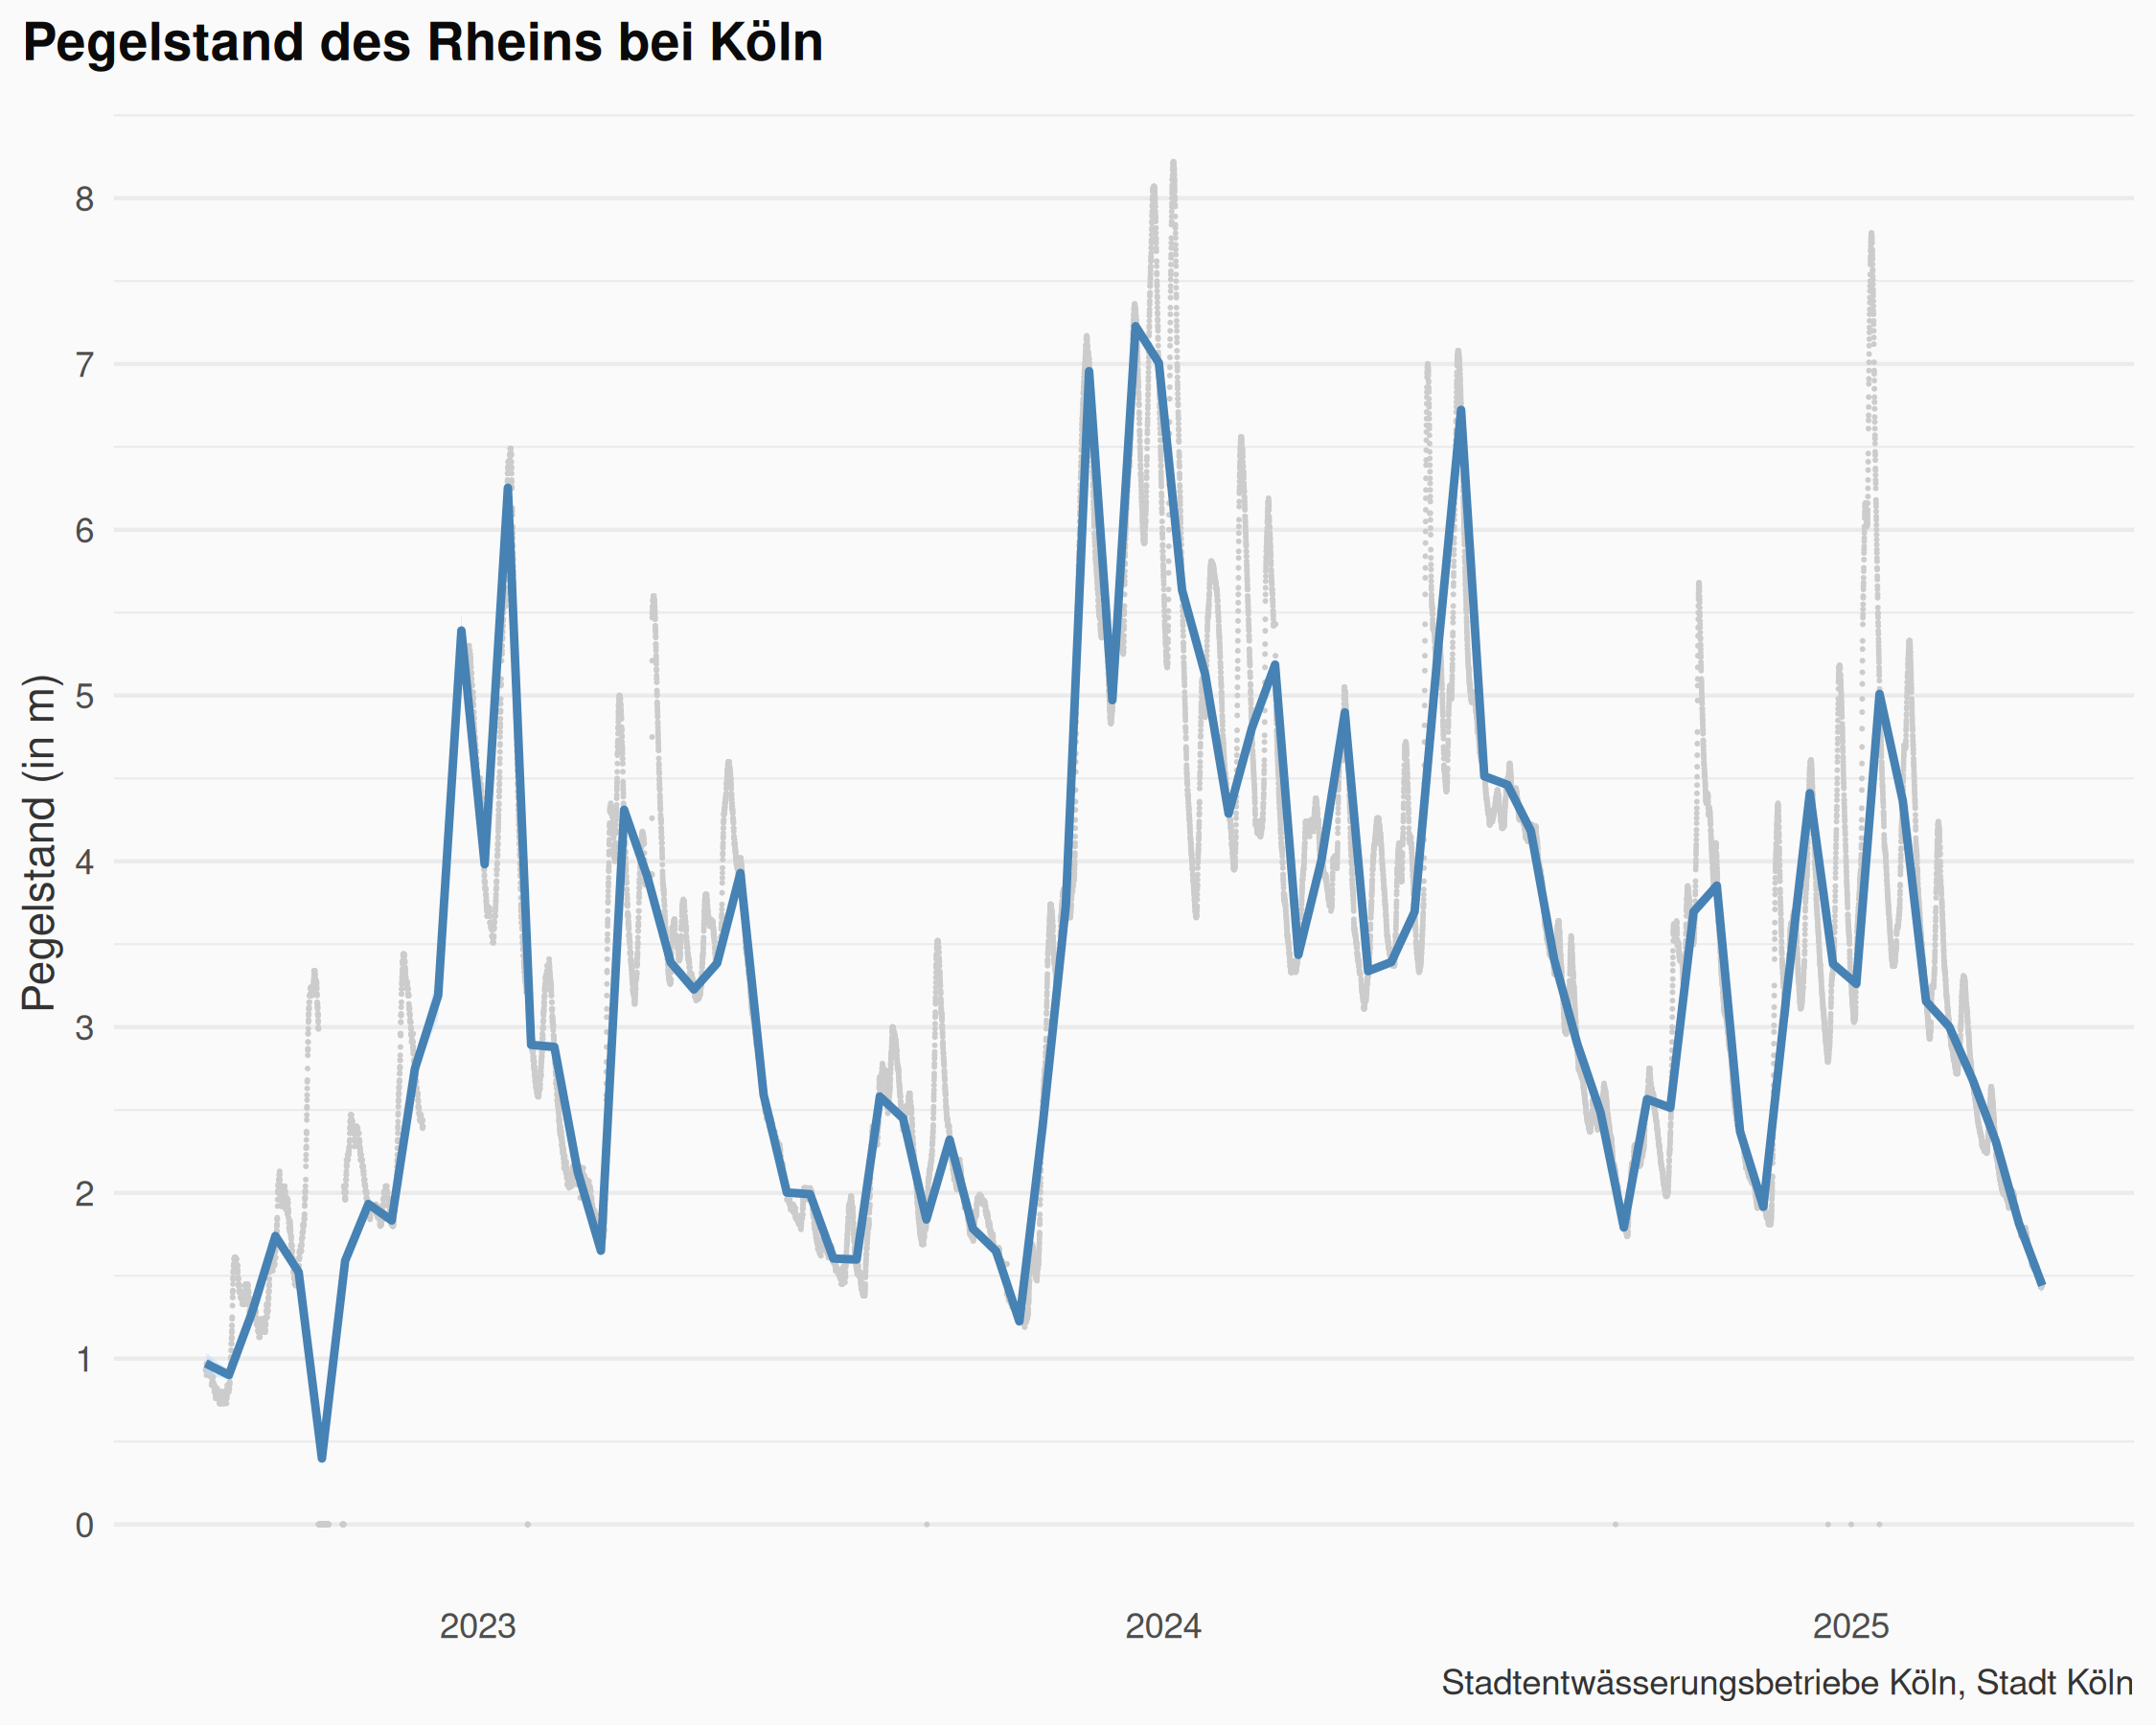 Pegelstand des Rheins bei Köln
Pegelstand (in m)
8
7
6
5
4
3
2
1
0
2023 2024 2025
Stadtentwässerungsbetriebe Köln, Stadt Köln